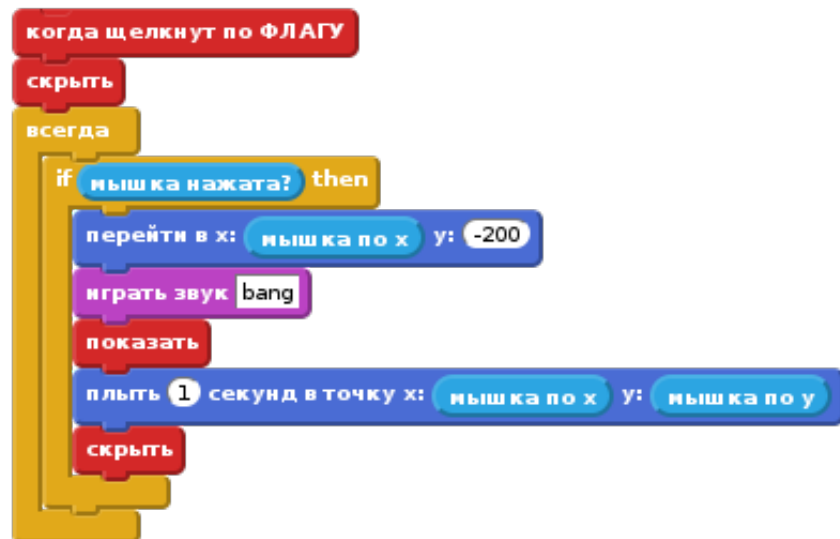 когда щелкнут по ФЛАГУ
скрыть
всегда
if мышка нажата? then
перейти в x: мышка по x y: -200
играть звук bang
показать
плыть 1 секунд в точку x: мышка по x y: мышка по y
скрыть